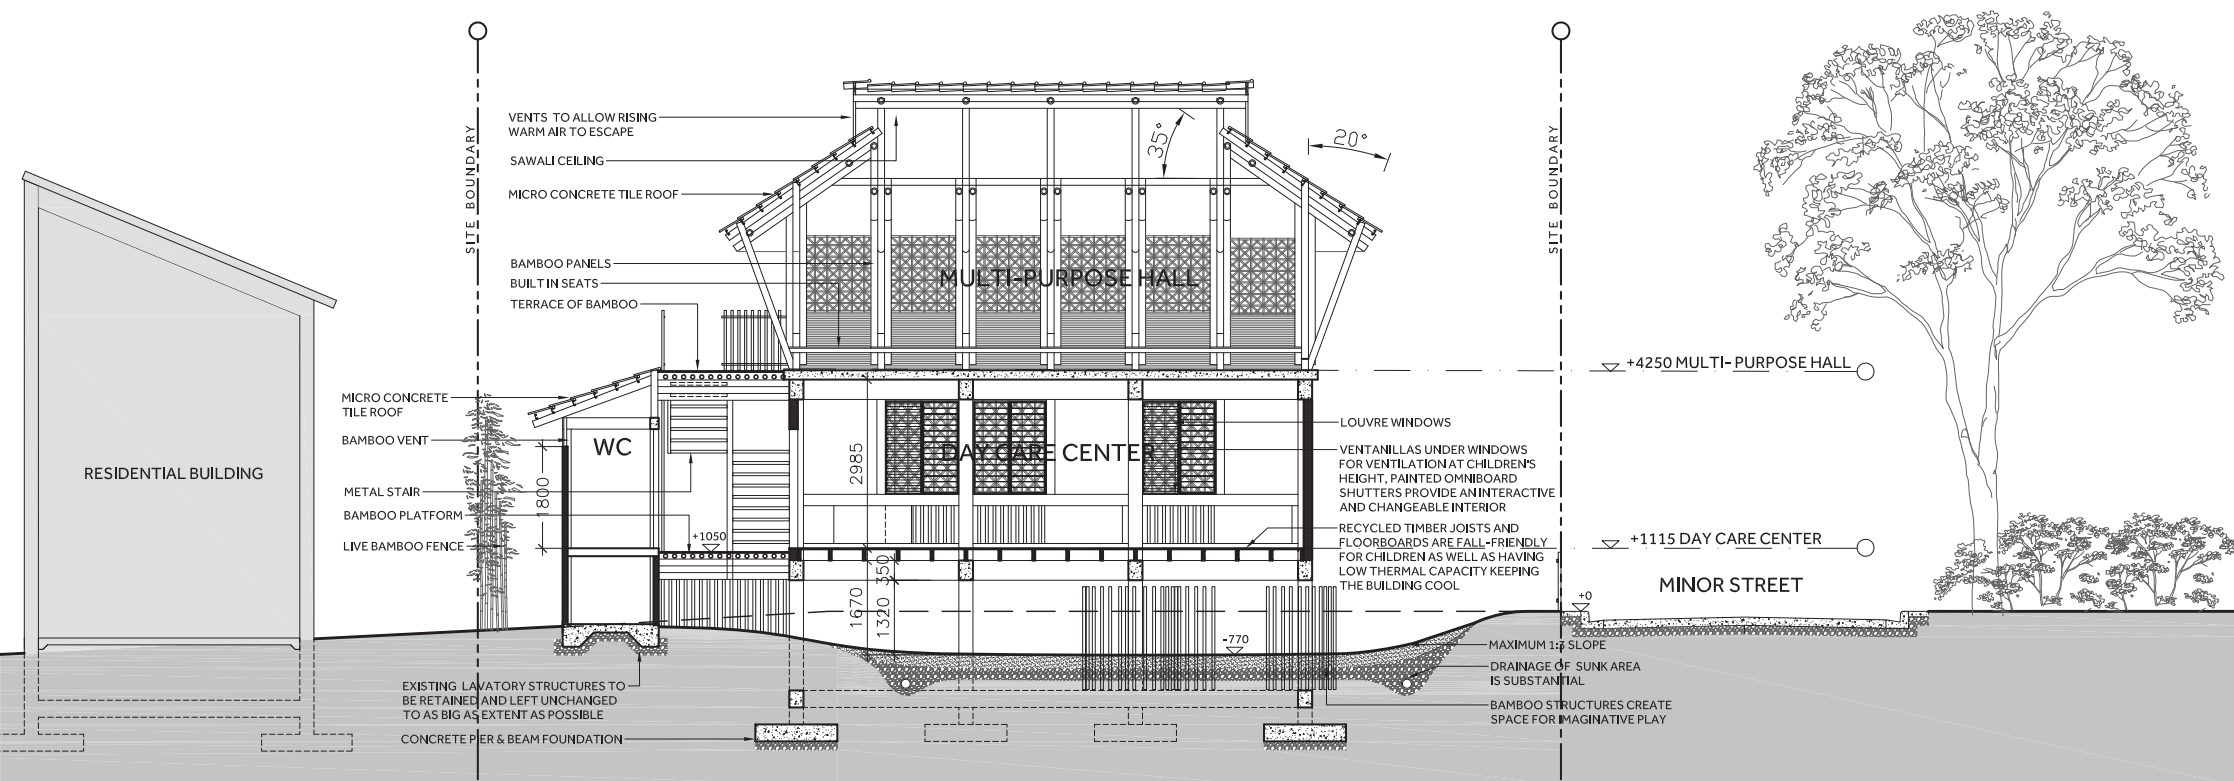 SITE BOUNDARY
SITE BOUNDARY
VENTS TO ALLOW RISING
WARM AIR TO ESCAPE
SAWALI CEILING
MICRO CONCRETE TILE ROOF
35°
20°
BAMBOO PANELS
BUILT IN SEATS
TERRACE OF BAMBOO
MULTI-PURPOSE HALL
+4250 MULTI- PURPOSE HALL
MICRO CONCRETE
TILE ROOF
BAMBOO VENT
METAL STAIR
BAMBOO PLATFORM
LIVE BAMBOO FENCE
RESIDENTIAL BUILDING
WC
1800
+1050
DAY CARE CENTER
2985
350
1670
1320
LOUVRE WINDOWS
VENTANILLAS UNDER WINDOWS
FOR VENTILATION AT CHILDREN'S
HEIGHT, PAINTED OMNIBOARD
SHUTTERS PROVIDE AN INTERACTIVE
AND CHANGEABLE INTERIOR
RECYCLED TIMBER JOISTS AND
FLOORBOARDS ARE FALL-FRIENDLY
FOR CHILDREN AS WELL AS HAVING
LOW THERMAL CAPACITY KEEPING
THE BUILDING COOL
+1115 DAY CARE CENTER
MINOR STREET
+0
-770
MAXIMUM 1:3 SLOPE
DRAINAGE OF SUNK AREA
IS SUBSTANTIAL
BAMBOO STRUCTURES CREATE
SPACE FOR IMAGINATIVE PLAY
EXISTING LAVATORY STRUCTURES TO
BE RETAINED AND LEFT UNCHANGED
TO AS BIG AS EXTENT AS POSSIBLE
CONCRETE PIER & BEAM FOUNDATION